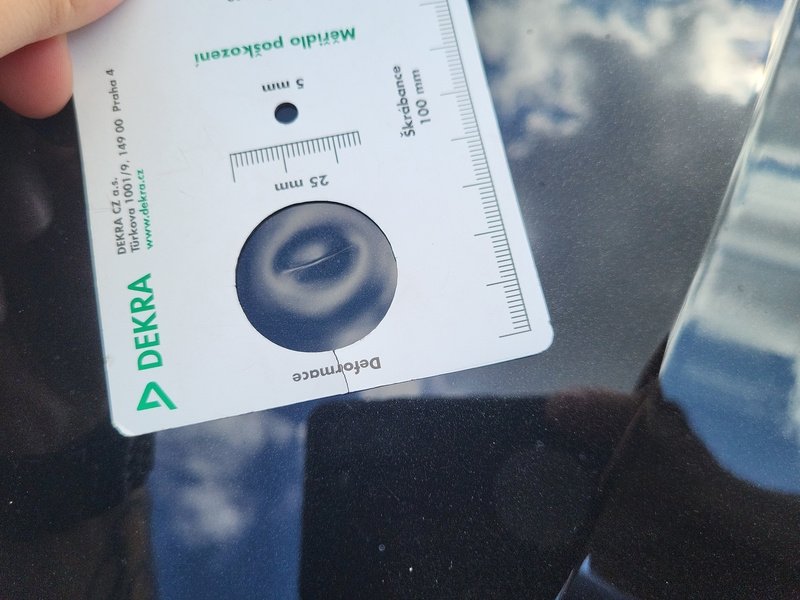 Měřidlo poškození
5 mm
25 mm
Deformace
Škrábance
100 mm
DEKRA CZ a.s.
Türkova 1001/9, 149 00 Praha 4
www.dekra.cz
DEKRA